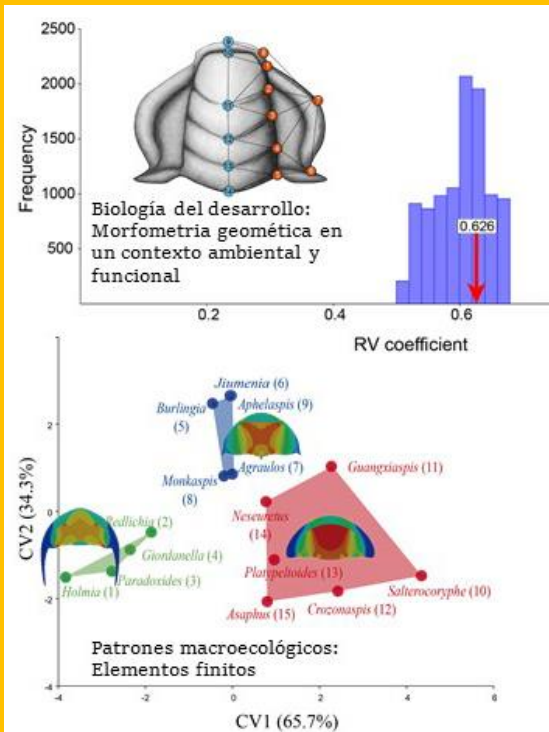 2500
2000
1500
1000
500
Frequency
Biología del desarrollo:
Morfometria geomética en
un contexto ambiental y
funcional
0.626
0.2
0.4
0.6
RV coefficient
Jiumenia (6)
Burlingia
(5)
Aphelaspis (9)
Monkaspis
(8)
Agraulos (7)
Guangxiaspis (11)
Neseuretus
(14)
Redlichia (2)
Giordanella (4)
Paradoxides (3)
Holmia (1)
Platypeltoides (13)
Salterocoryphe (10)
Crozonaspis (12)
Asaphus (15)
2
0
-2
-4
CV2 (34.3%)
Patrones macroecológicos:
Elementos finitos
-4
-2
0
2
4
6
CV1 (65.7%)